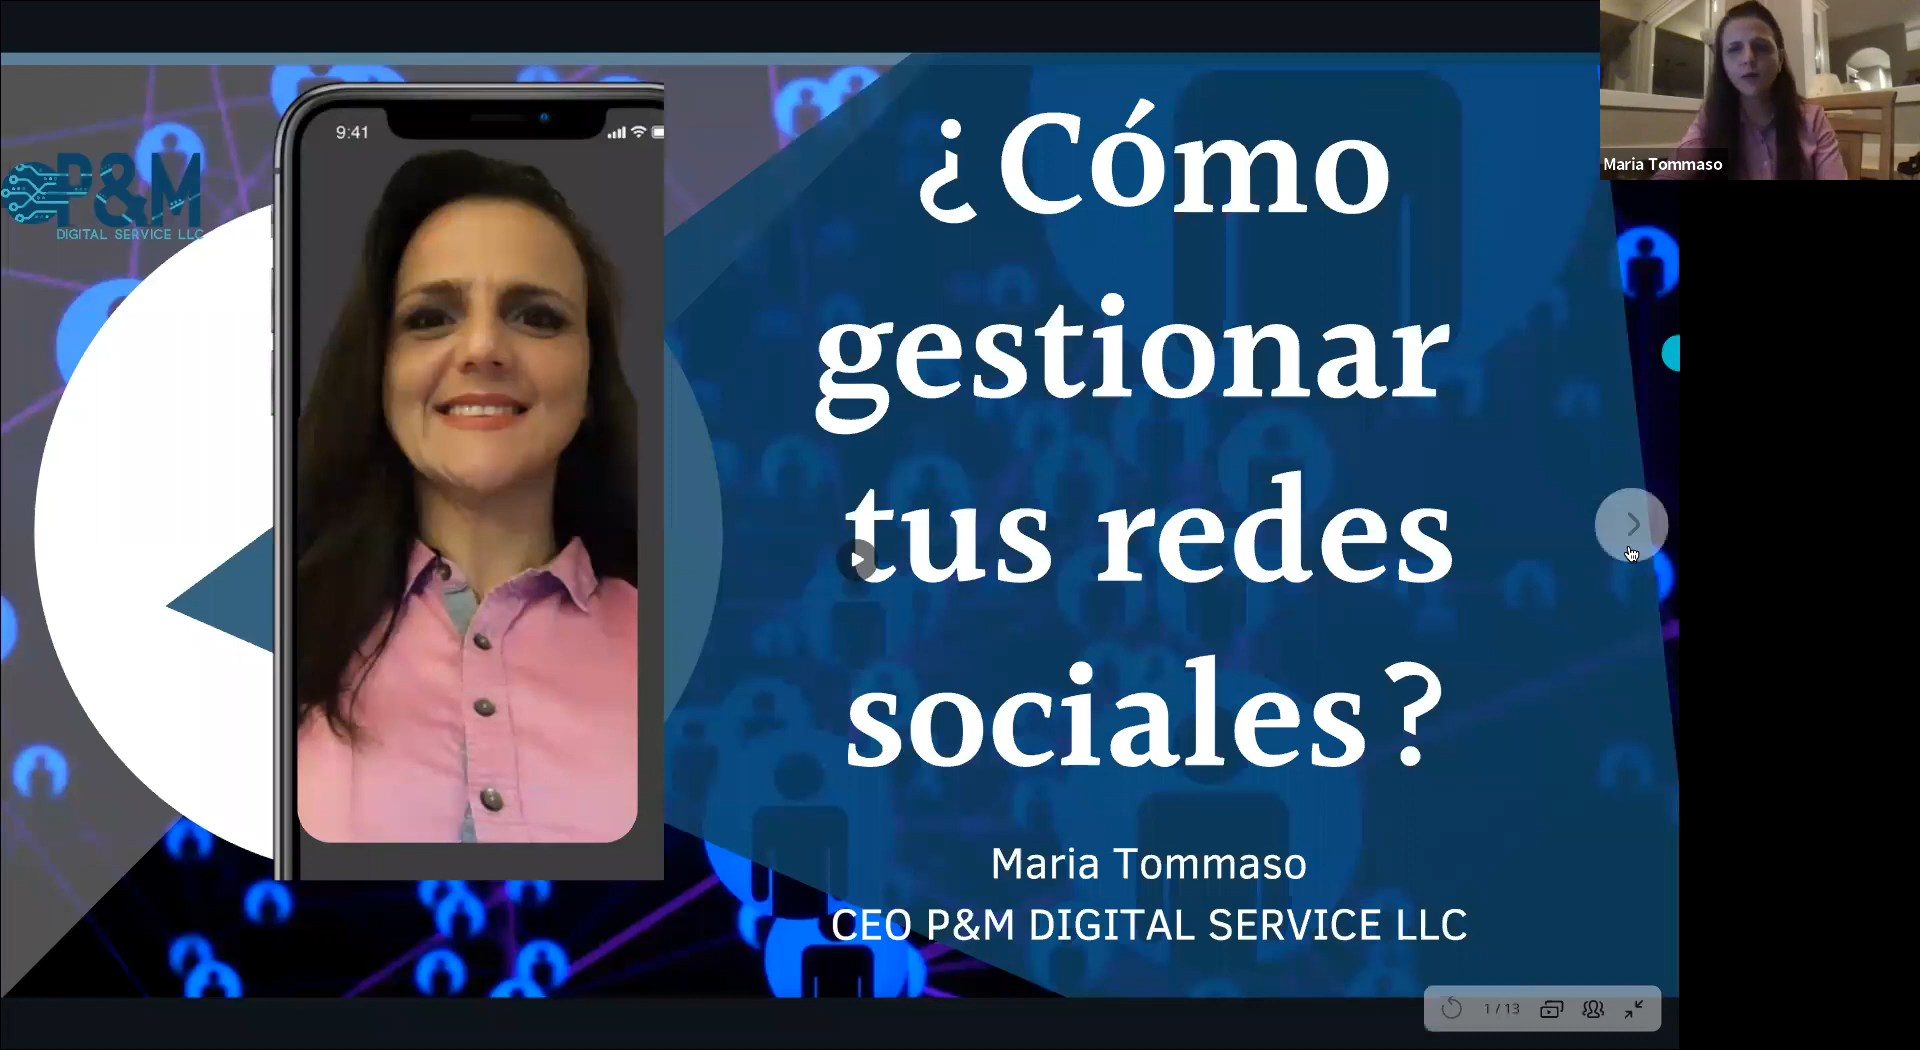 9:41
P&M
DIGITAL SERVICE LLC
¿Cómo
gestionar
tus redes
sociales?
Maria Tommaso
CEO P&M DIGITAL SERVICE LLC
Maria Tommaso
1 / 13